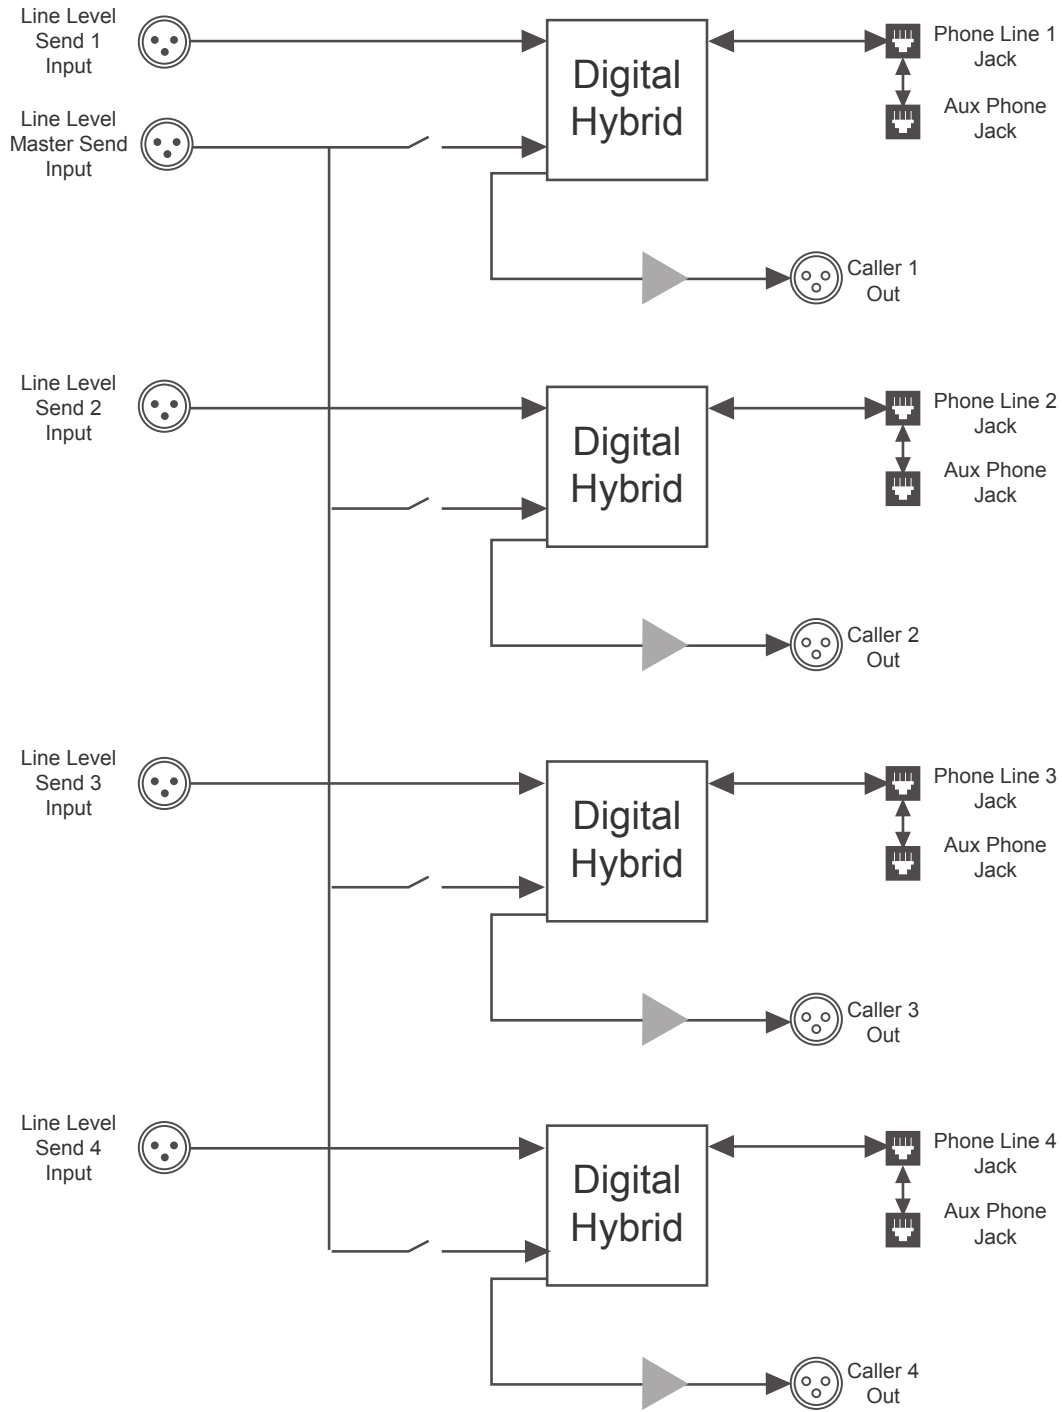 Line Level
Send 1
Input
Line Level
Master Send
Input
Digital
Hybrid
Phone Line 1
Jack
Aux Phone
Jack
Caller 1
Out
Line Level
Send 2
Input
Digital
Hybrid
Phone Line 2
Jack
Aux Phone
Jack
Caller 2
Out
Line Level
Send 3
Input
Digital
Hybrid
Phone Line 3
Jack
Aux Phone
Jack
Caller 3
Out
Line Level
Send 4
Input
Digital
Hybrid
Phone Line 4
Jack
Aux Phone
Jack
Caller 4
Out